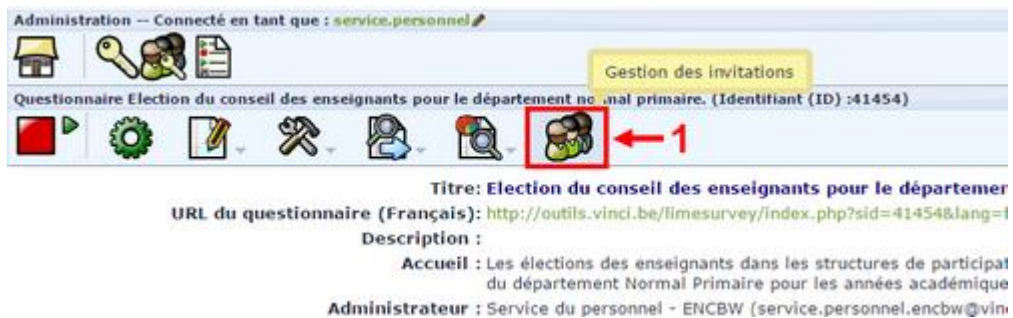 Administration -- Connecté en tant que : service.personnel
Gestion des invitations
Questionnaire Election du conseil des enseignants pour le département normal primaire. (Identifiant (ID) :41454)
1
Titre: Election du conseil des enseignants pour le départemer
URL du questionnaire (Français): http://outils.vinci.be/limesurvey/index.php?sid=41454&lang=f
Description :
Accueil : Les élections des enseignants dans les structures de participat
du département Normal Primaire pour les années académique
Administrateur : Service du personnel - ENCBW (service.personnel.encbw@vin